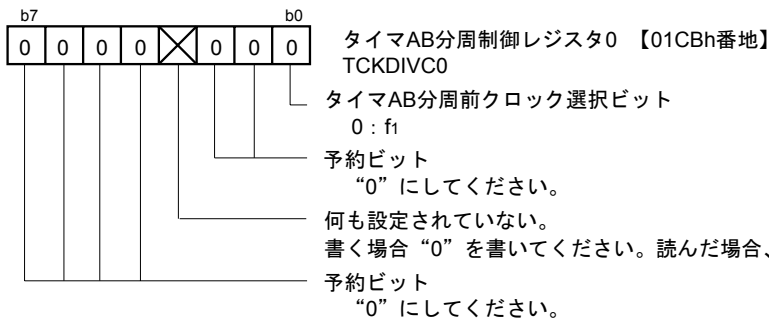 b7 b0
0 0 0 0 0 0 0
タイマAB分周制御レジスタ0 【01CBh番地】
TCKDIVC0
タイマAB分周前クロック選択ビット
0：f1
予約ビット
“0”にしてください。
何も設定されていない。
書く場合“0”を書いてください。読んだ場合、
予約ビット
“0”にしてください。